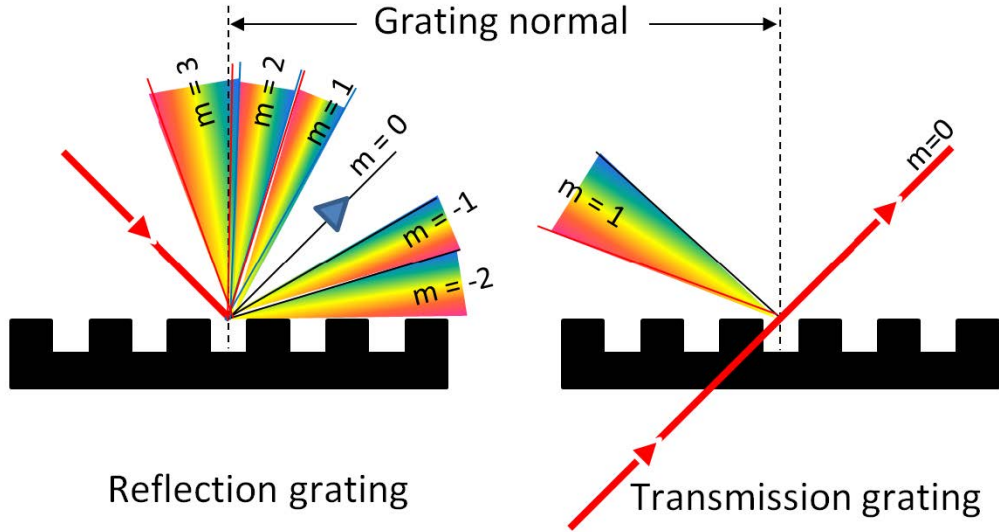 Grating normal
m = 3
m = 2
m = 1
m = 0
m = -1
m = -2
m = 1
m=0
Reflection grating
Transmission grating